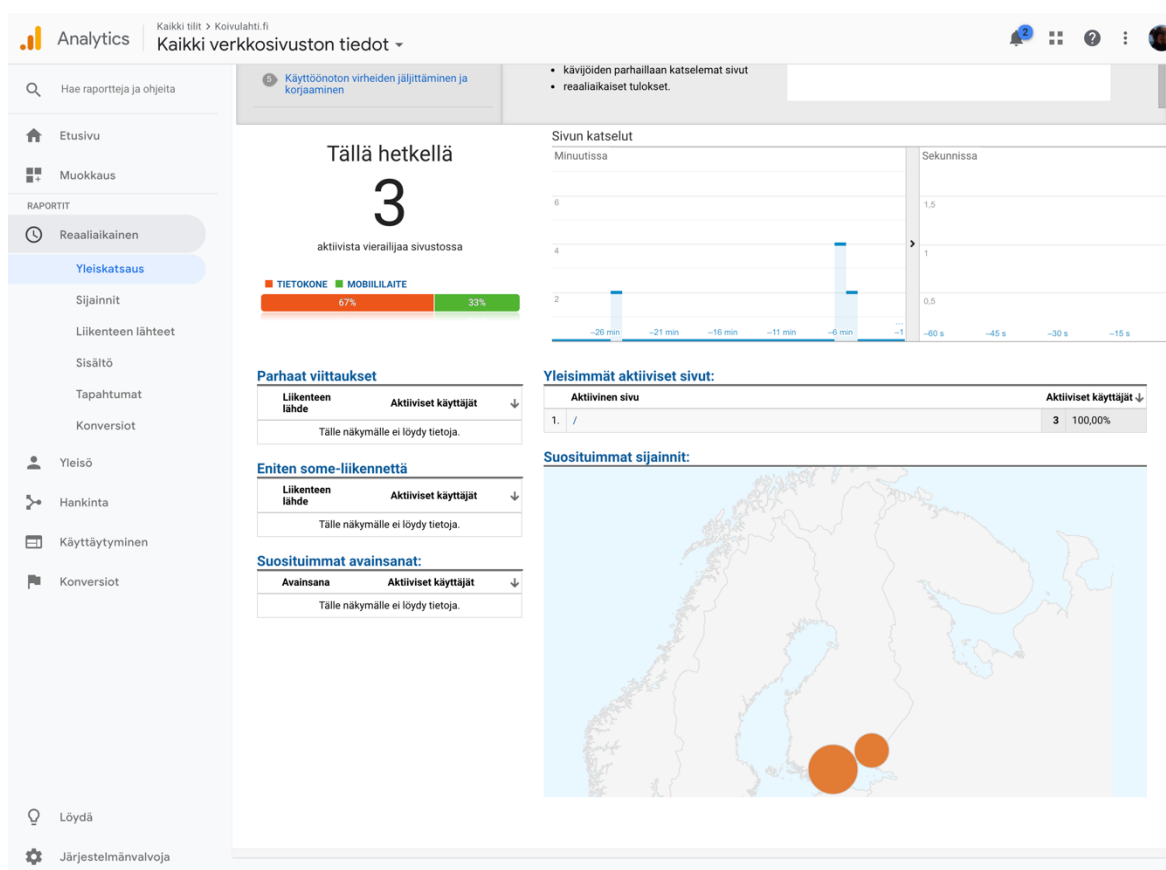 Analytics
Kaikki tilit > Koivulahti.fi
Kaikki verkkosivuston tiedot
2
Hae raportteja ja ohjeita
Etusivu
Muokkaus
RAPORTIT
Reaaliaikainen
Yleiskatsaus
Sijainnit
Liikenteen lähteet
Sisältö
Tapahtumat
Konversiot
Yleisö
Hankinta
Käyttäytyminen
Konversiot
Löydä
Järjestelmänvalvoja
5 Käyttöönoton virheiden jäljittäminen ja
korjaaminen
• kävijöiden parhaillaan katselemat sivut
• reaaliaikaiset tulokset.
Tällä hetkellä
3
aktiivista vierailijaa sivustossa
TIETOKONE MOBIILILAITE
67% 33%
Sivun katselut
Minuutissa
6
4
2
–26 min –21 min –16 min –11 min –6 min –1
...
Sekunnissa
1,5
1
0,5
–60 s –45 s –30 s –15 s
Parhaat viittaukset
Liikenteen
lähde Aktiiviset käyttäjät
Tälle näkymälle ei löydy tietoja.
Eniten some-liikennettä
Liikenteen
lähde Aktiiviset käyttäjät
Tälle näkymälle ei löydy tietoja.
Suosituimmat avainsanat:
Avainsana Aktiiviset käyttäjät
Tälle näkymälle ei löydy tietoja.
Yleisimmät aktiiviset sivut:
Aktiivinen sivu Aktiiviset käyttäjät
1. / 3 100,00%
Suosituimmat sijainnit: